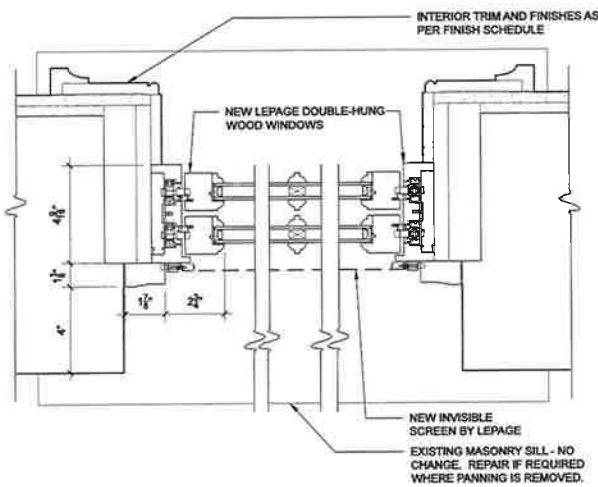 INTERIOR TRIM AND FINISHES AS
PER FINISH SCHEDULE
NEW LEPAGE DOUBLE-HUNG
WOOD WINDOWS
4"
NEW INVISIBLE
SCREEN BY LEPAGE
EXISTING MASONRY SILL - NO
CHANGE. REPAIR IF REQUIRED
WHERE PANNING IS REMOVED.